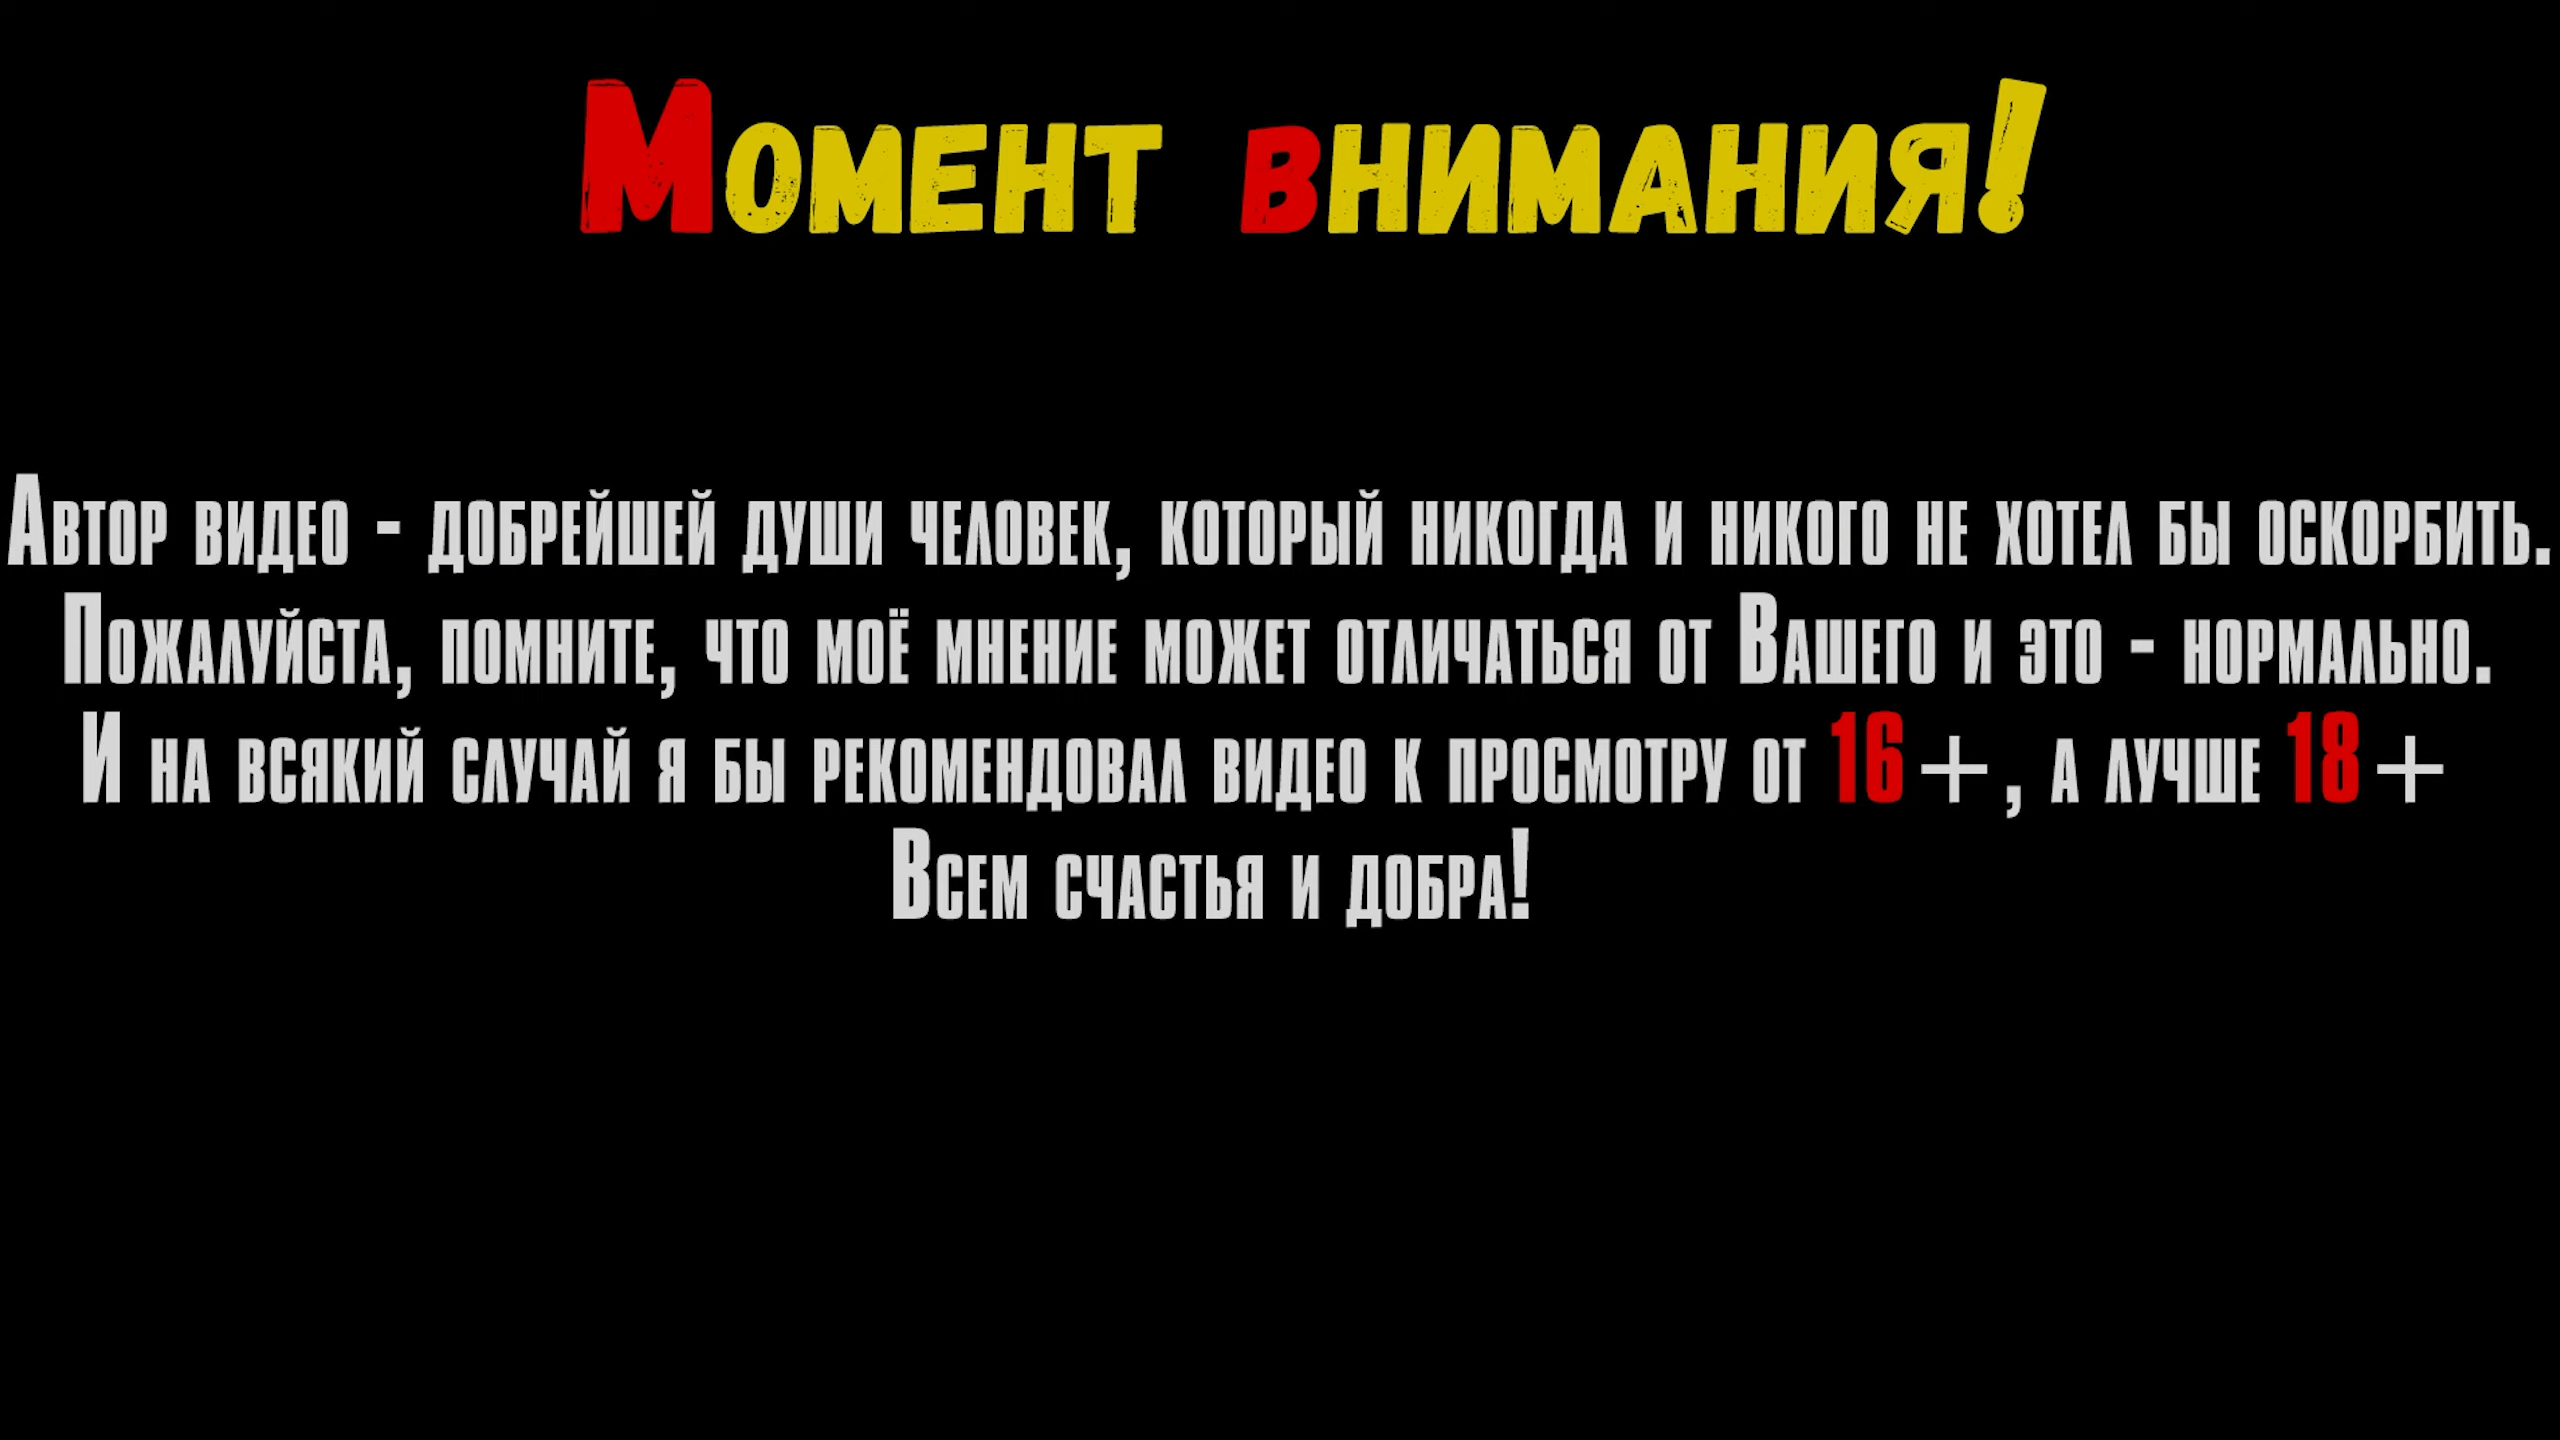 Момент внимания!
Автор видео - добрейшей души человек, который никогда и никого не хотел бы оскорбить.
Пожалуйста, помните, что моё мнение может отличаться от Вашего и это - нормально.
И на всякий случай я бы рекомендовал видео к просмотру от 16+, а лучше 18+
Всем счастья и добра!